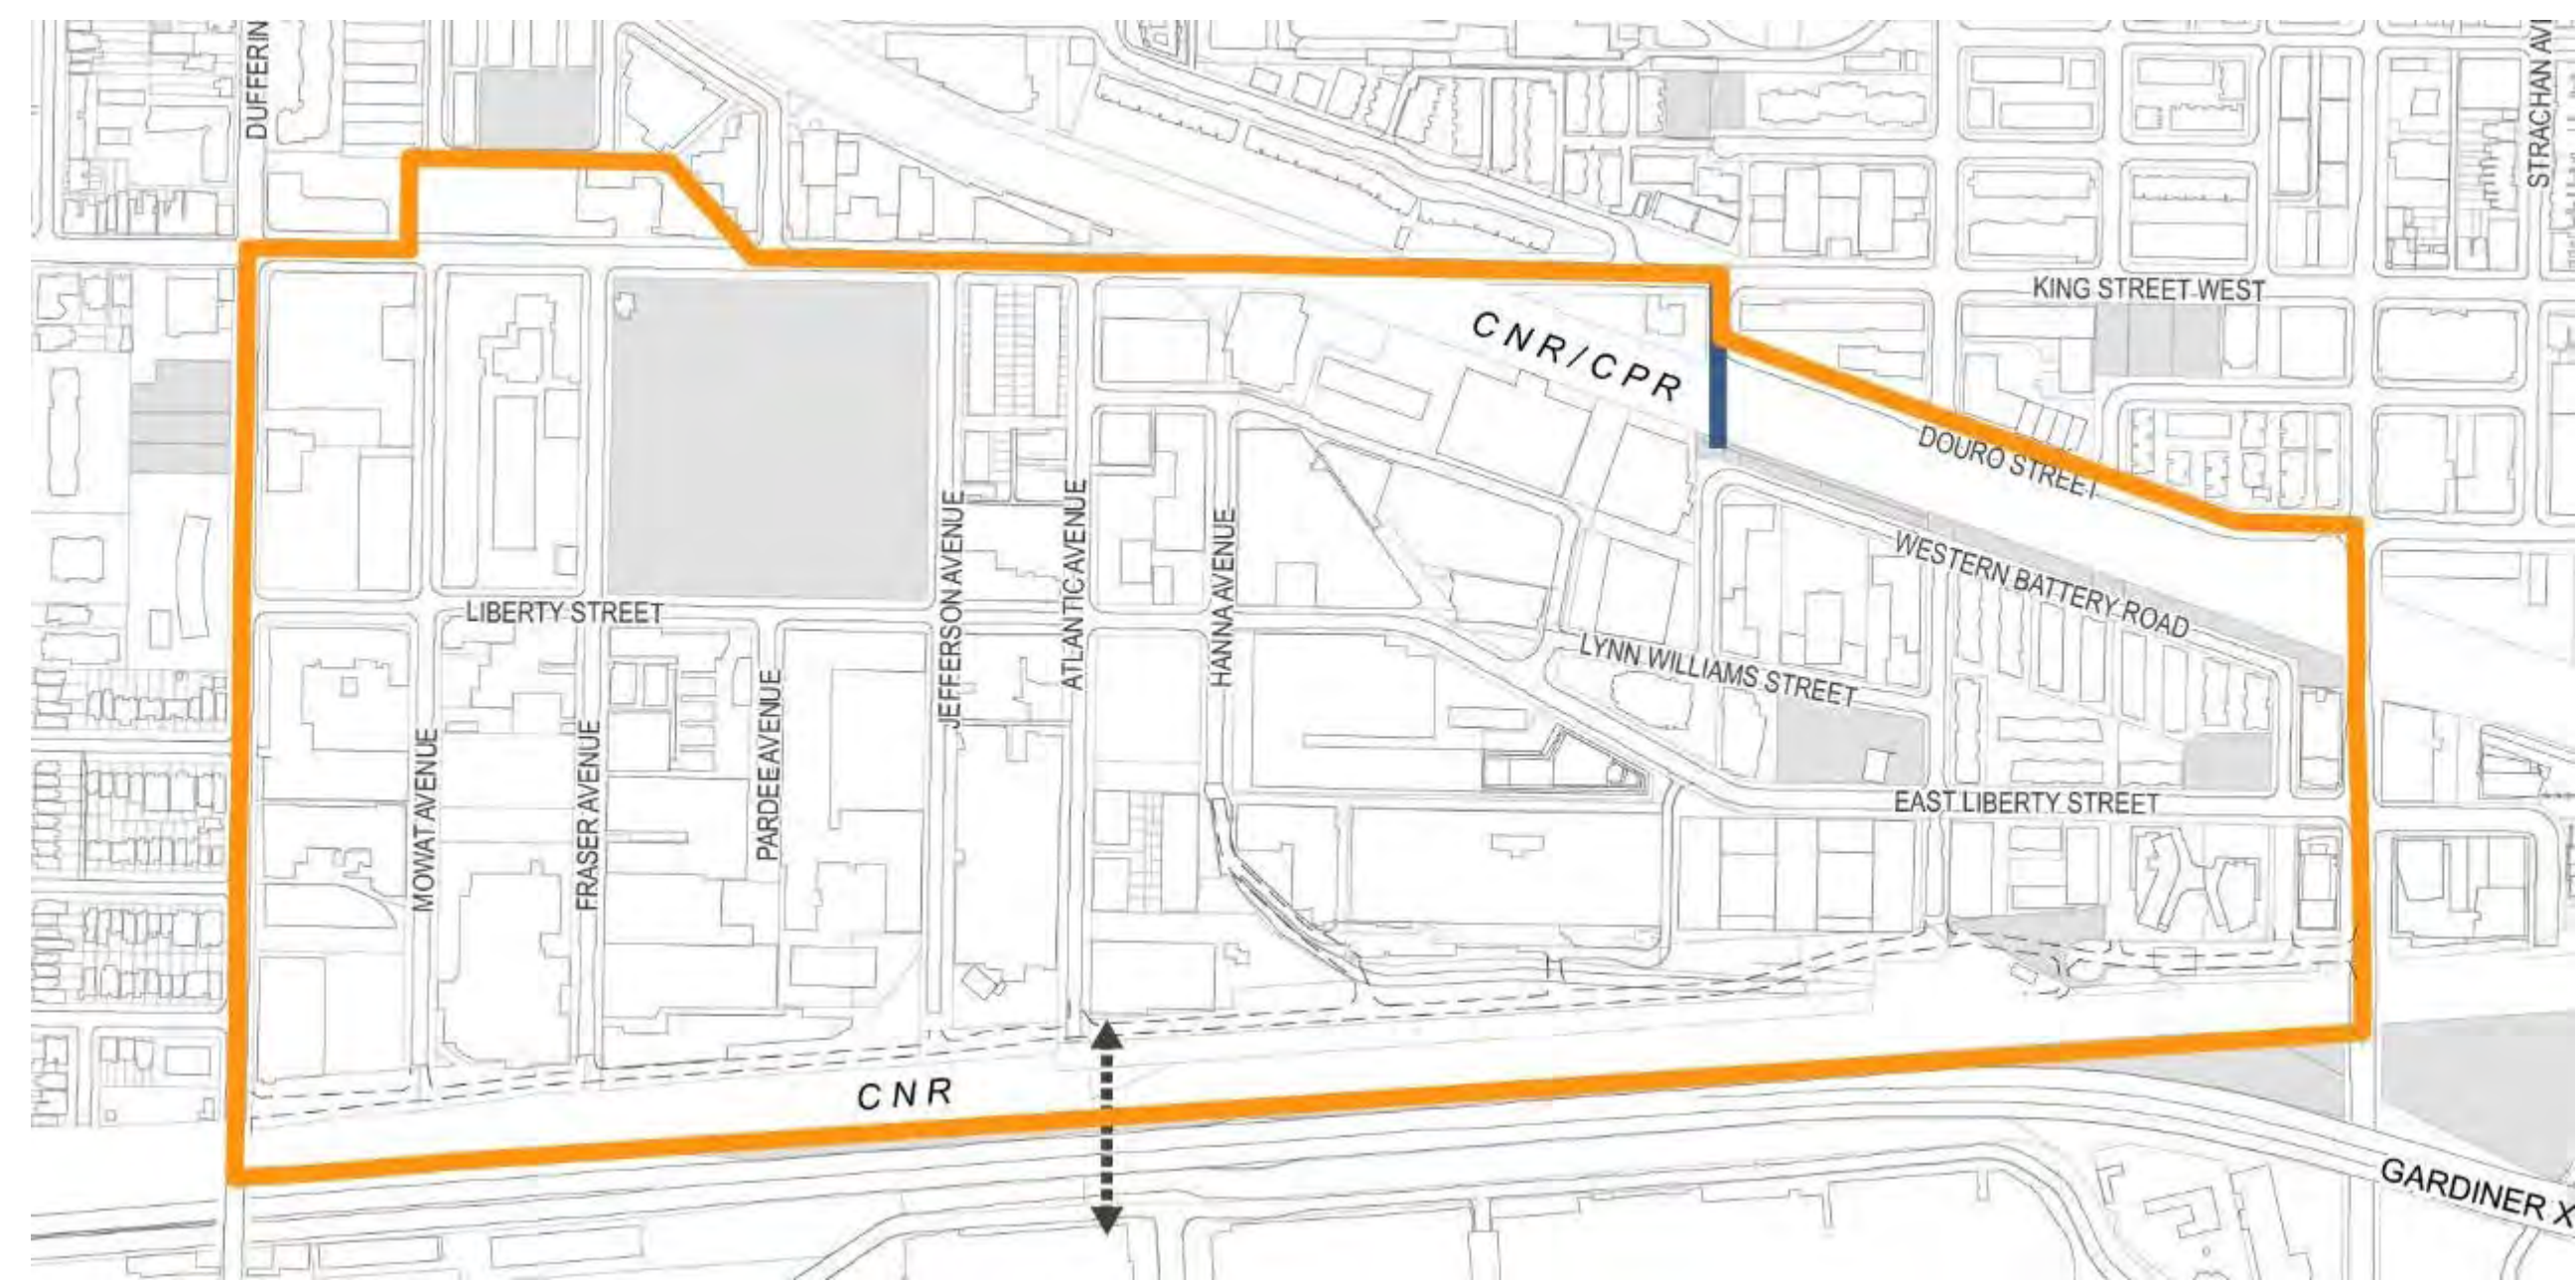 DUFFERIN
STRACHAN AV
KING STREET WEST
CNR/CPR
DOURO STREET
WESTERN BATTERY ROAD
LIBERTY STREET
JEFFERSON AVENUE
ATLANTIC AVENUE
HANNA AVENUE
LYNN WILLIAMS STREET
MOWAT AVENUE
FRASER AVENUE
PARDEE AVENUE
EAST LIBERTY STREET
CNR
GARDINER X